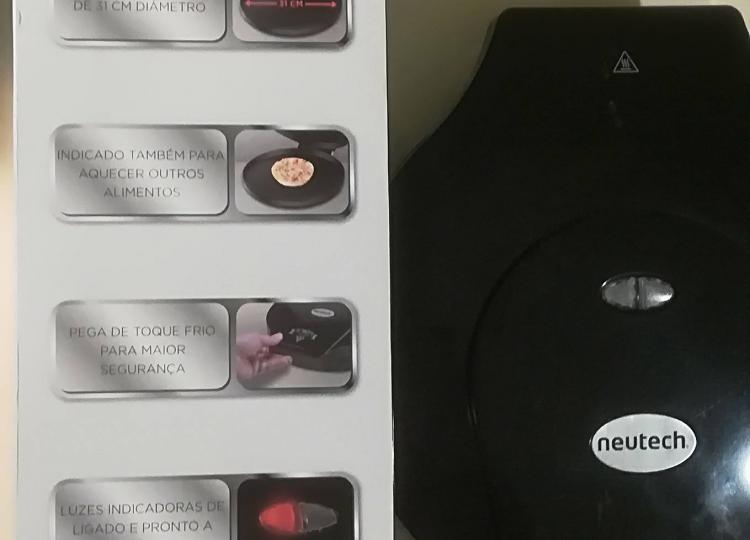 DE 31 CM DIÂMETRO
31 CM
INDICADO TAMBÉM PARA
AQUECER OUTROS
ALIMENTOS
PEGA DE TOQUE FRIO
PARA MAIOR
SEGURANÇA
LUZES INDICADORAS DE
LIGADO E PRONTO A
neutech